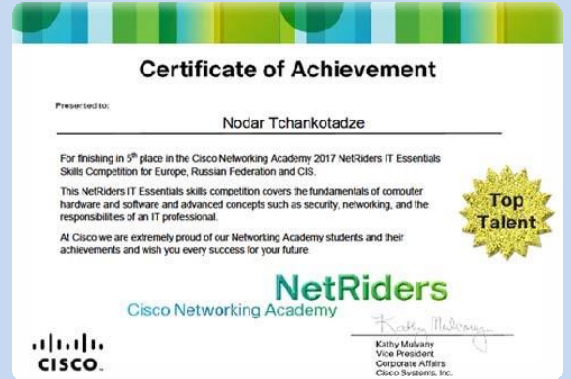 Certificate of Achievement
Presented to:
Nodar Tchankotadze
For finishing in 5th place in the Cisco Networking Academy 2017 NetRiders IT Essentials
Skills Competition for Europe, Russian Federation and CIS.
This NetRiders IT Essentials skills competition covers the fundamentals of computer
hardware and software and advanced concepts such as security, networking, and the
responsibilities of an IT professional.
At Cisco we are extremely proud of our Networking Academy students and their
achievements and wish you every success for your future
Top
Talent
NetRiders
Cisco Networking Academy
Kathy Mulvany
Kathy Mulvany
Vice President
Corporate Affairs
Cisco Systems, Inc.
CISCO.